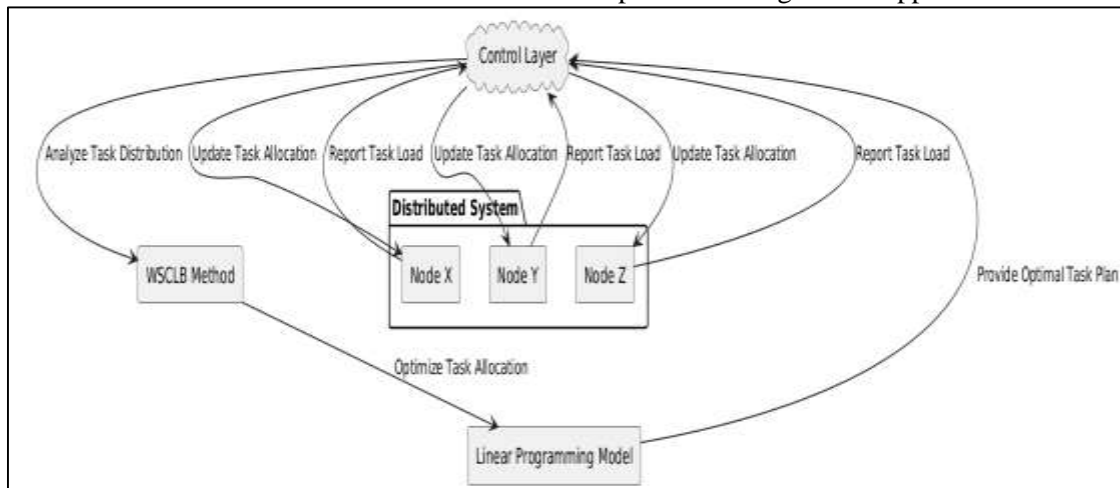 Control Layer
Analyze Task Distribution
Update Task Allocation
Report Task Load
Update Task Allocation
Report Task Load
Update Task Allocation
Report Task Load
Distributed System
WSCLB Method
Node X
Node Y
Node Z
Provide Optimal Task Plan
Optimize Task Allocation
Linear Programming Model